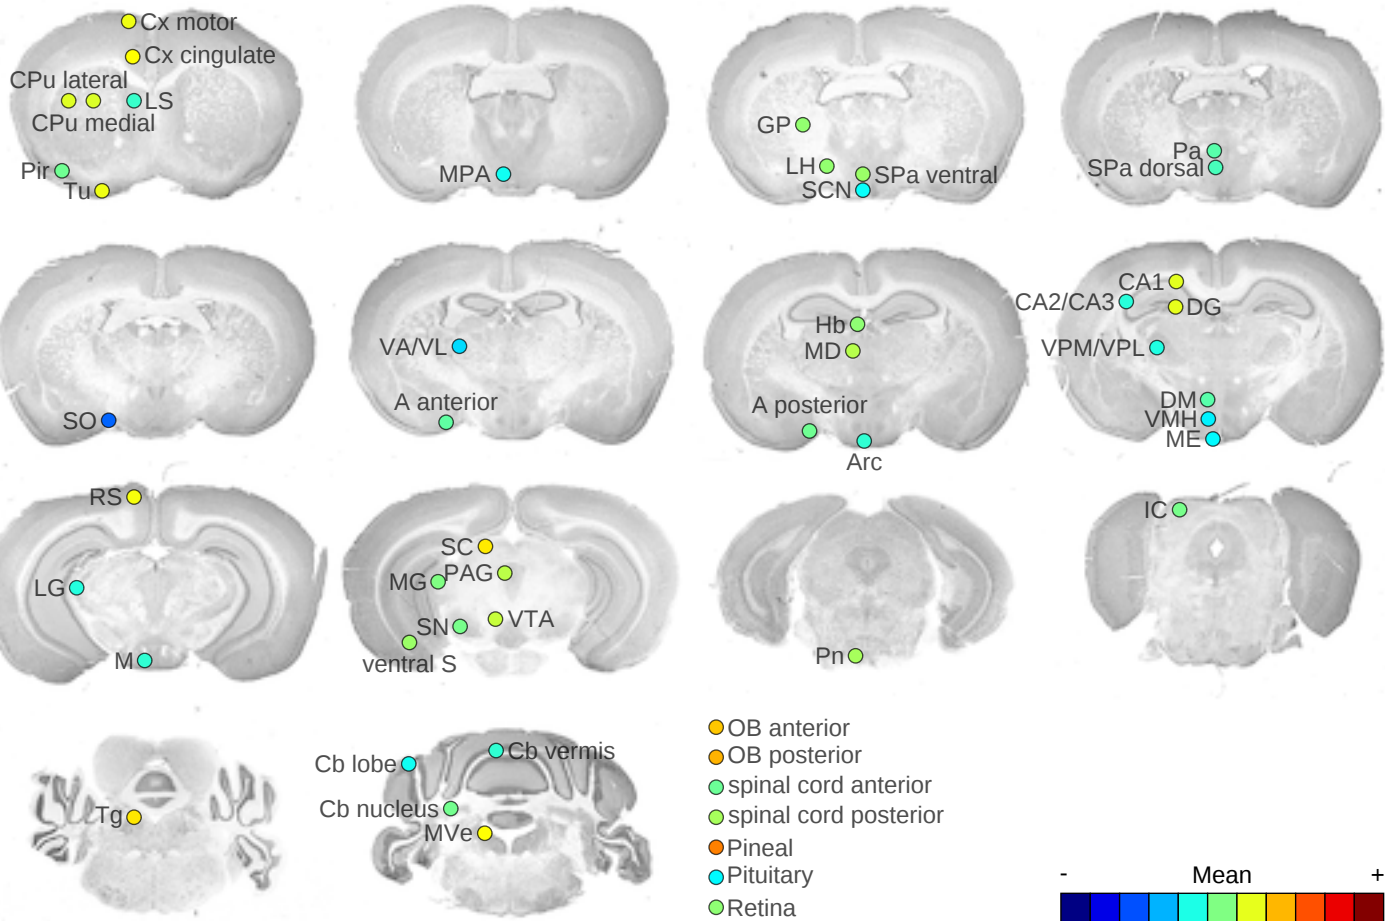 Cx motor
Cx cingulate
CPu lateral
LS
CPu medial
Pir
Tu
MPA
GP
LH
SPa ventral
SCN
Pa
SPa dorsal
SO
VA/VL
A anterior
Hb
MD
A posterior
Arc
CA1
CA2/CA3
DG
VPM/VPL
DM
VMH
ME
RS
LG
M
SC
PAG
MG
VTA
SN
ventral S
Pn
IC
Tg
Cb vermis
Cb lobe
Cb nucleus
MVe
OB anterior
OB posterior
spinal cord anterior
spinal cord posterior
Pineal
Pituitary
Retina
- Mean +